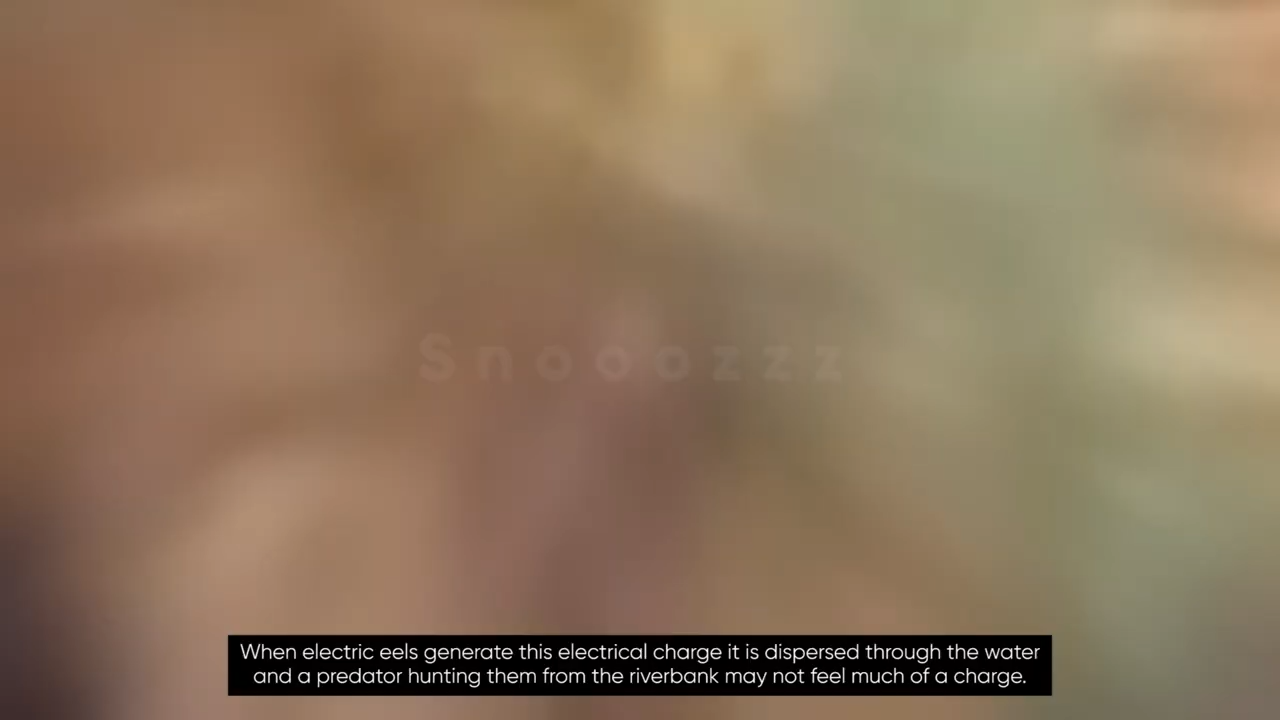 Snooozzz
When electric eels generate this electrical charge it is dispersed through the water
and a predator hunting them from the riverbank may not feel much of a charge.